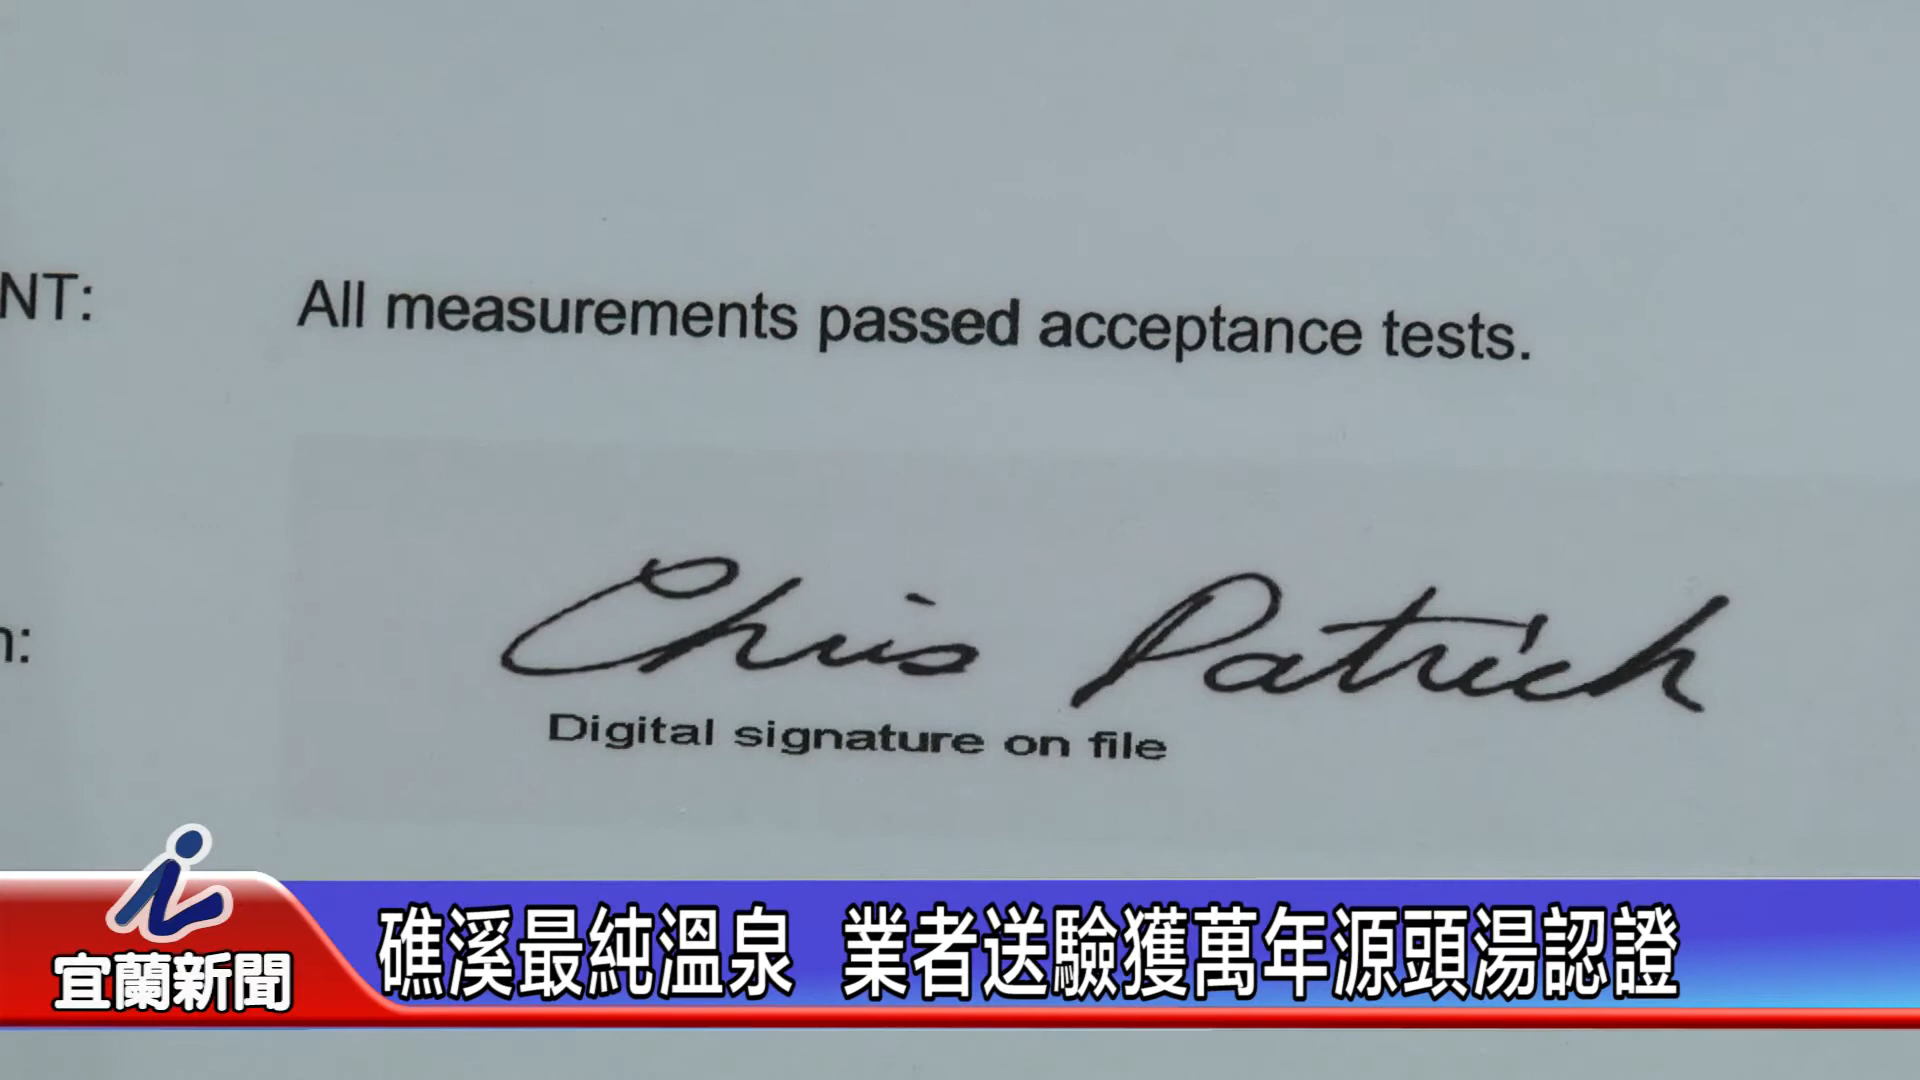 NT: All measurements passed acceptance tests.
Chris Patrick
n:
Digital signature on file
礁溪最純溫泉 業者送驗獲萬年源頭湯認證
宜蘭新聞